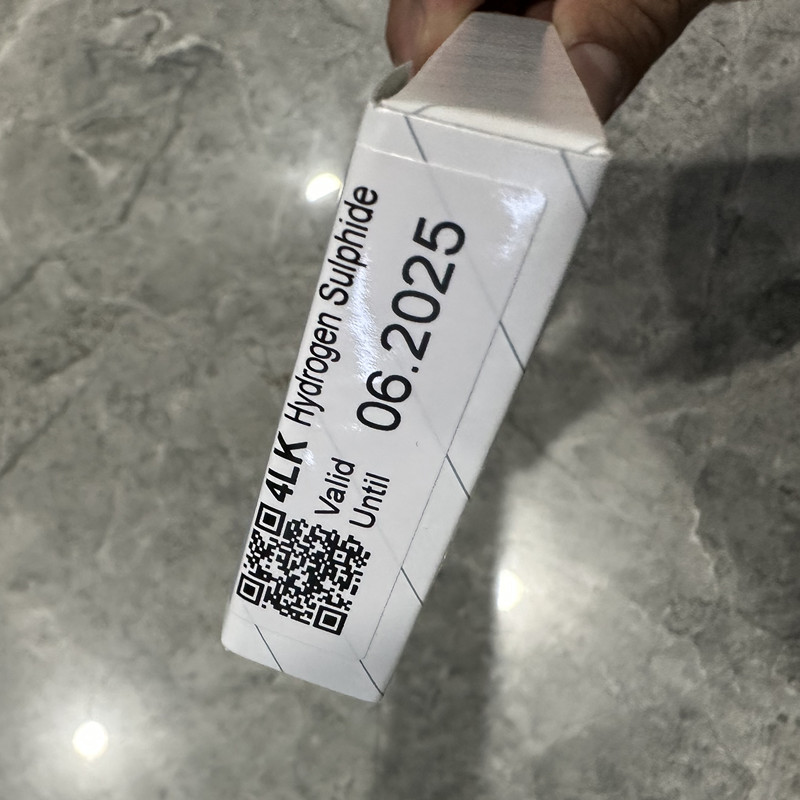 4LK Hydrogen Sulphide
Valid
Until
06.2025